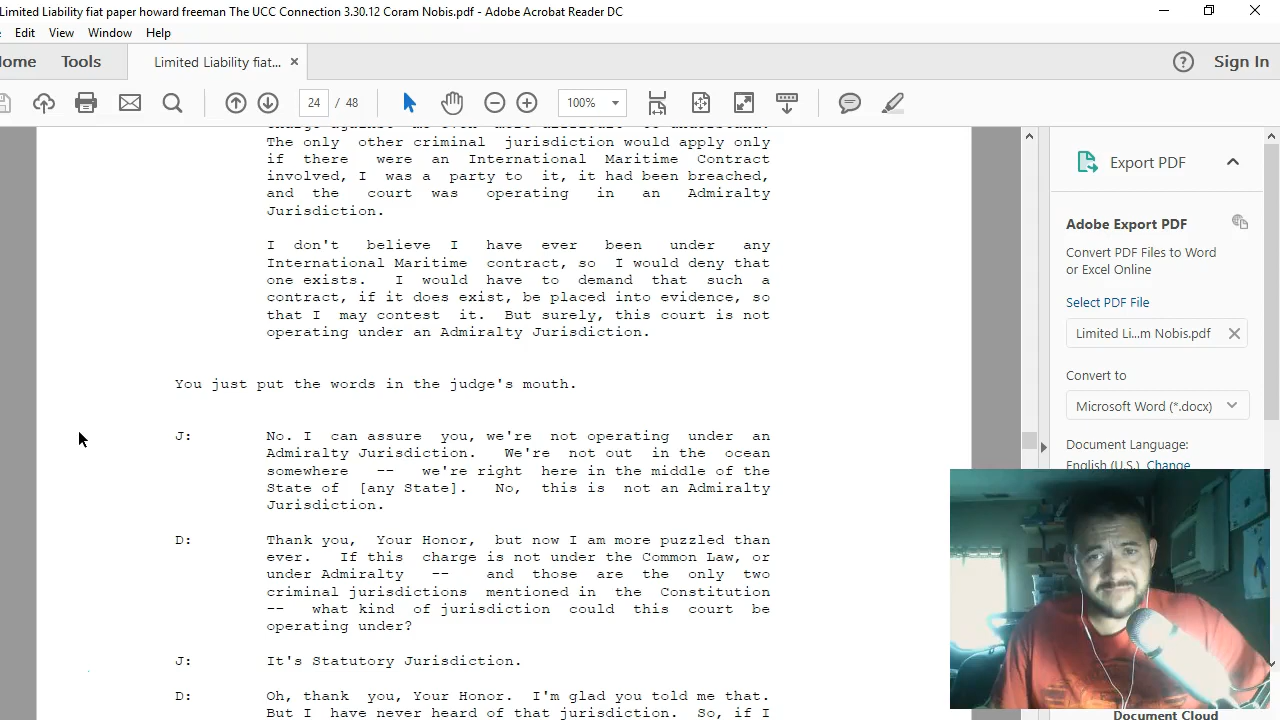 Limited Liability fiat paper howard freeman The UCC Connection 3.30.12 Coram Nobis.pdf - Adobe Acrobat Reader DC
Edit View Window Help
Home Tools Limited Liability fiat... × ? Sign In
24 / 48 100%
The only other criminal jurisdiction would apply only
if there were an International Maritime Contract
involved, I was a party to it, it had been breached,
and the court was operating in an Admiralty
Jurisdiction.
I don't believe I have ever been under any
International Maritime contract, so I would deny that
one exists. I would have to demand that such a
contract, if it does exist, be placed into evidence, so
that I may contest it. But surely, this court is not
operating under an Admiralty Jurisdiction.
You just put the words in the judge's mouth.
J: No. I can assure you, we're not operating under an
Admiralty Jurisdiction. We're not out in the ocean
somewhere -- we're right here in the middle of the
State of [any State]. No, this is not an Admiralty
Jurisdiction.
D: Thank you, Your Honor, but now I am more puzzled than
ever. If this charge is not under the Common Law, or
under Admiralty -- and those are the only two
criminal jurisdictions mentioned in the Constitution
-- what kind of jurisdiction could this court be
operating under?
J: It's Statutory Jurisdiction.
D: Oh, thank you, Your Honor. I'm glad you told me that.
But I have never heard of that jurisdiction. So, if I
Export PDF
Adobe Export PDF
Convert PDF Files to Word
or Excel Online
Select PDF File
Limited Li...m Nobis.pdf
Convert to
Microsoft Word (*.docx)
Document Language:
English (U.S.) Change
Document Cloud